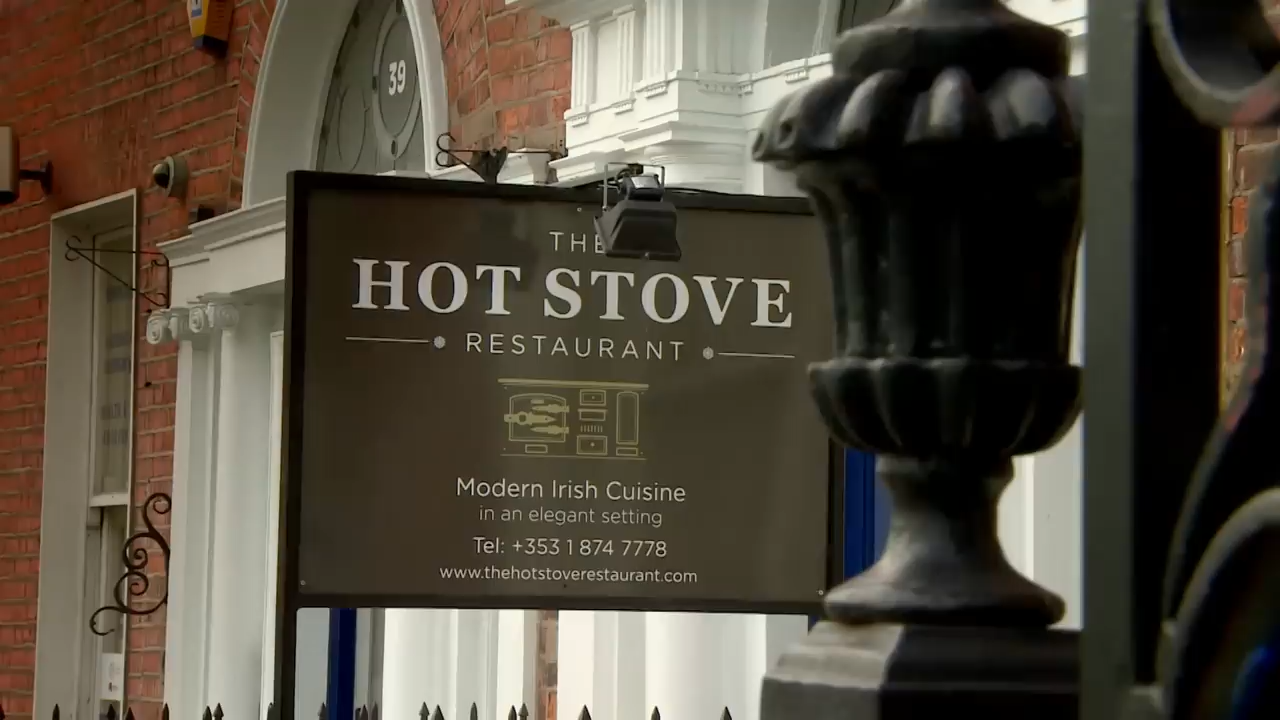 39
THE
HOT STOVE
RESTAURANT
Modern Irish Cuisine
in an elegant setting
Tel: +353 1 874 7778
www.thehotstoverestaurant.com